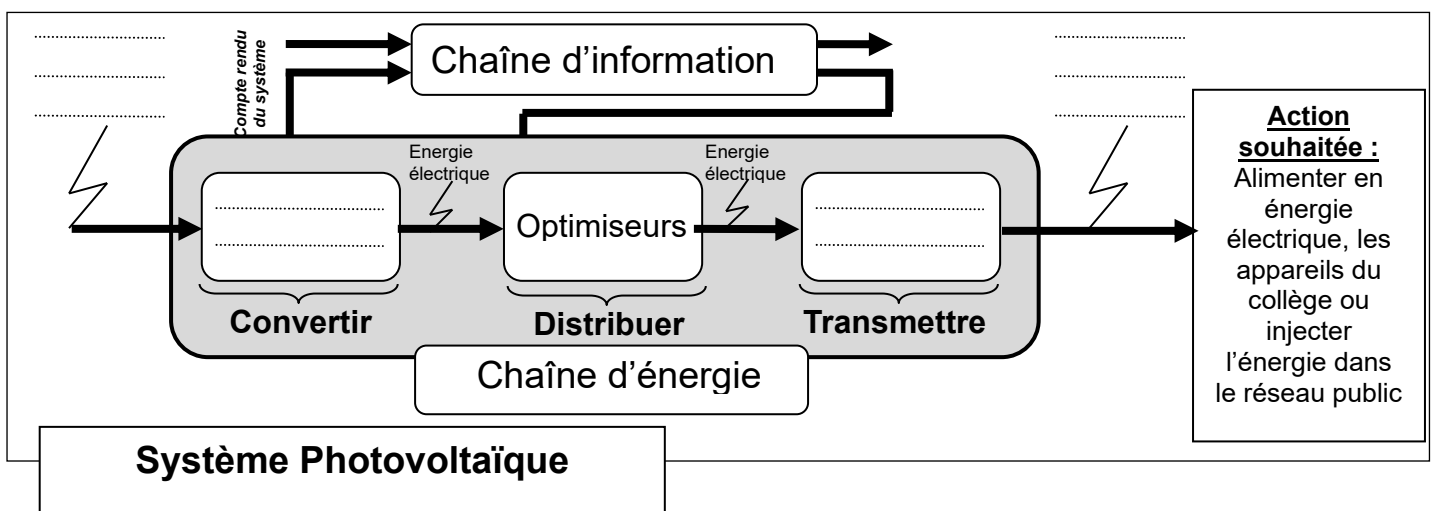 Compte rendu
du système
Chaîne d'information
Energie
électrique
Energie
électrique
Optimiseurs
Convertir
Distribuer
Transmettre
Chaîne d'énergie
Action
souhaitée :
Alimenter en
énergie
électrique, les
appareils du
collège ou
injecter
l'énergie dans
le réseau public
Système Photovoltaïque